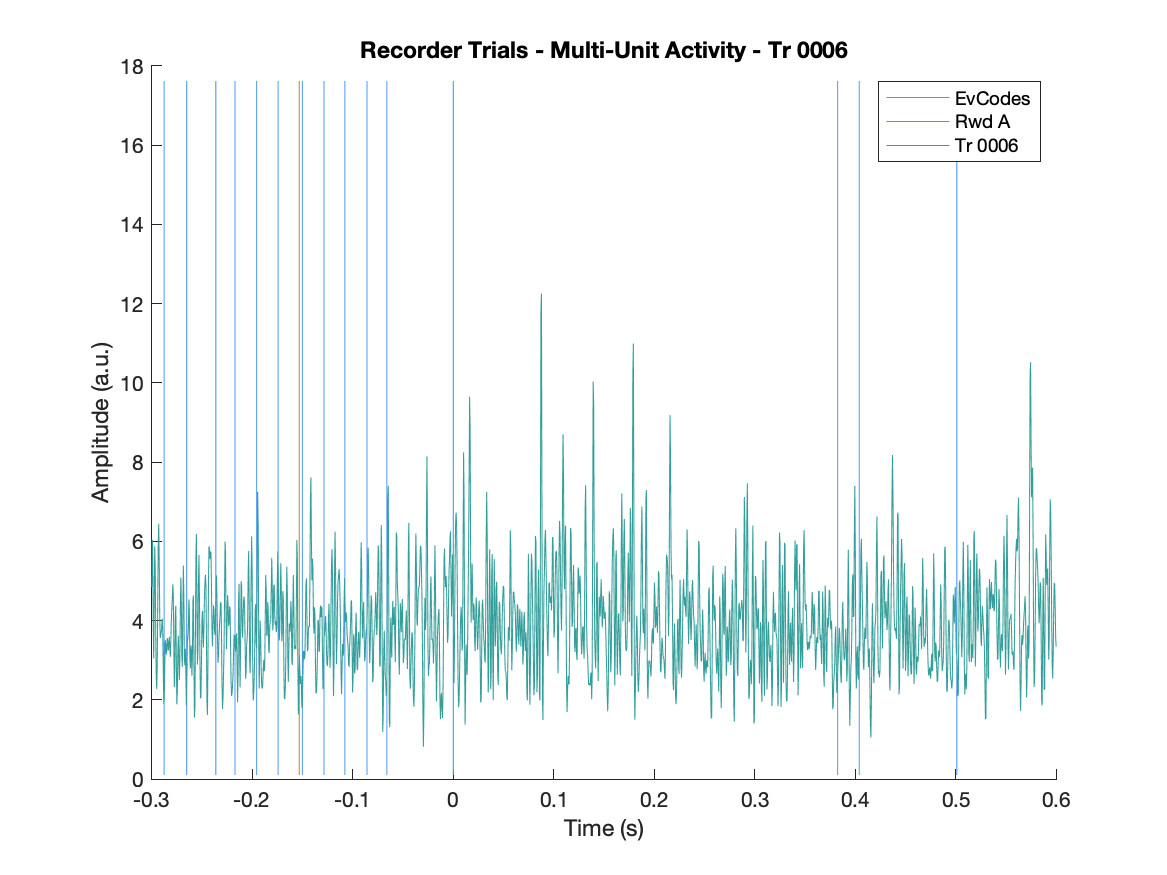 Recorder Trials - Multi-Unit Activity - Tr 0006
18
16
14
12
10
8
6
4
2
0
Amplitude (a.u.)
EvCodes
Rwd A
Tr 0006
-0.3 -0.2 -0.1 0 0.1 0.2 0.3 0.4 0.5 0.6
Time (s)